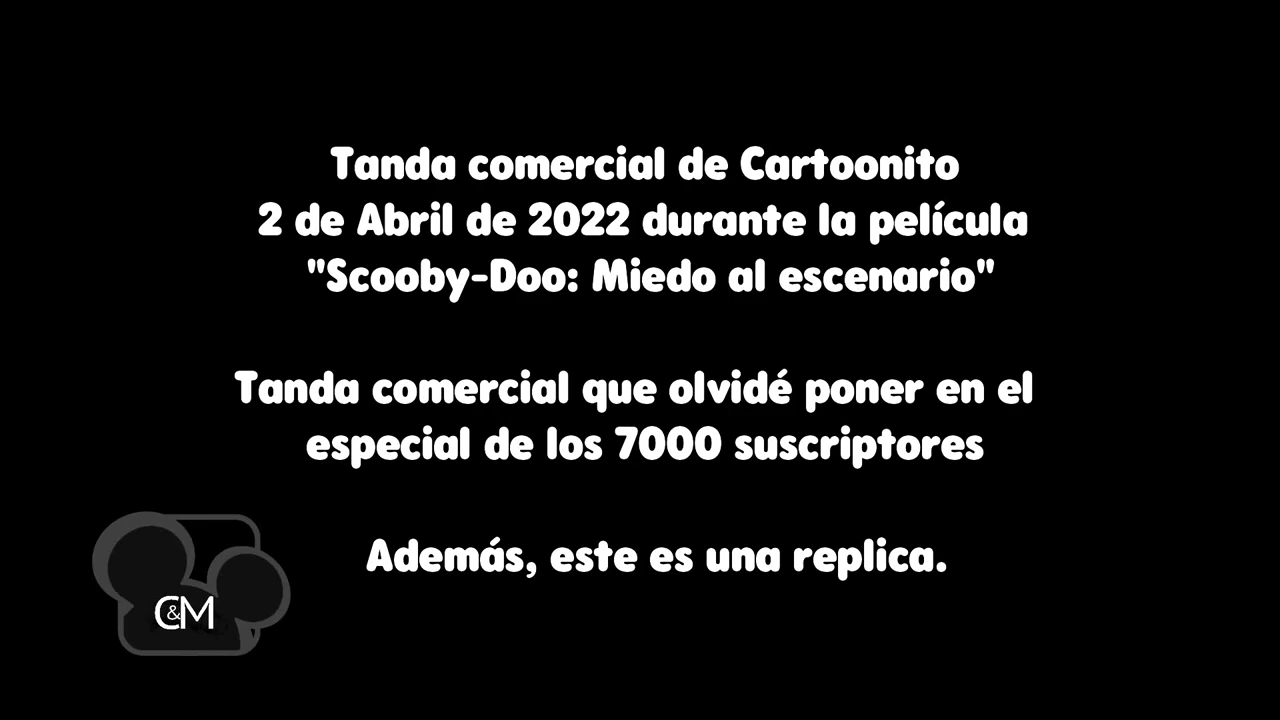 Tanda comercial de Cartoonito
2 de Abril de 2022 durante la película
"Scooby-Doo: Miedo al escenario"
Tanda comercial que olvidé poner en el
especial de los 7000 suscriptores
Además, este es una replica.
C&M